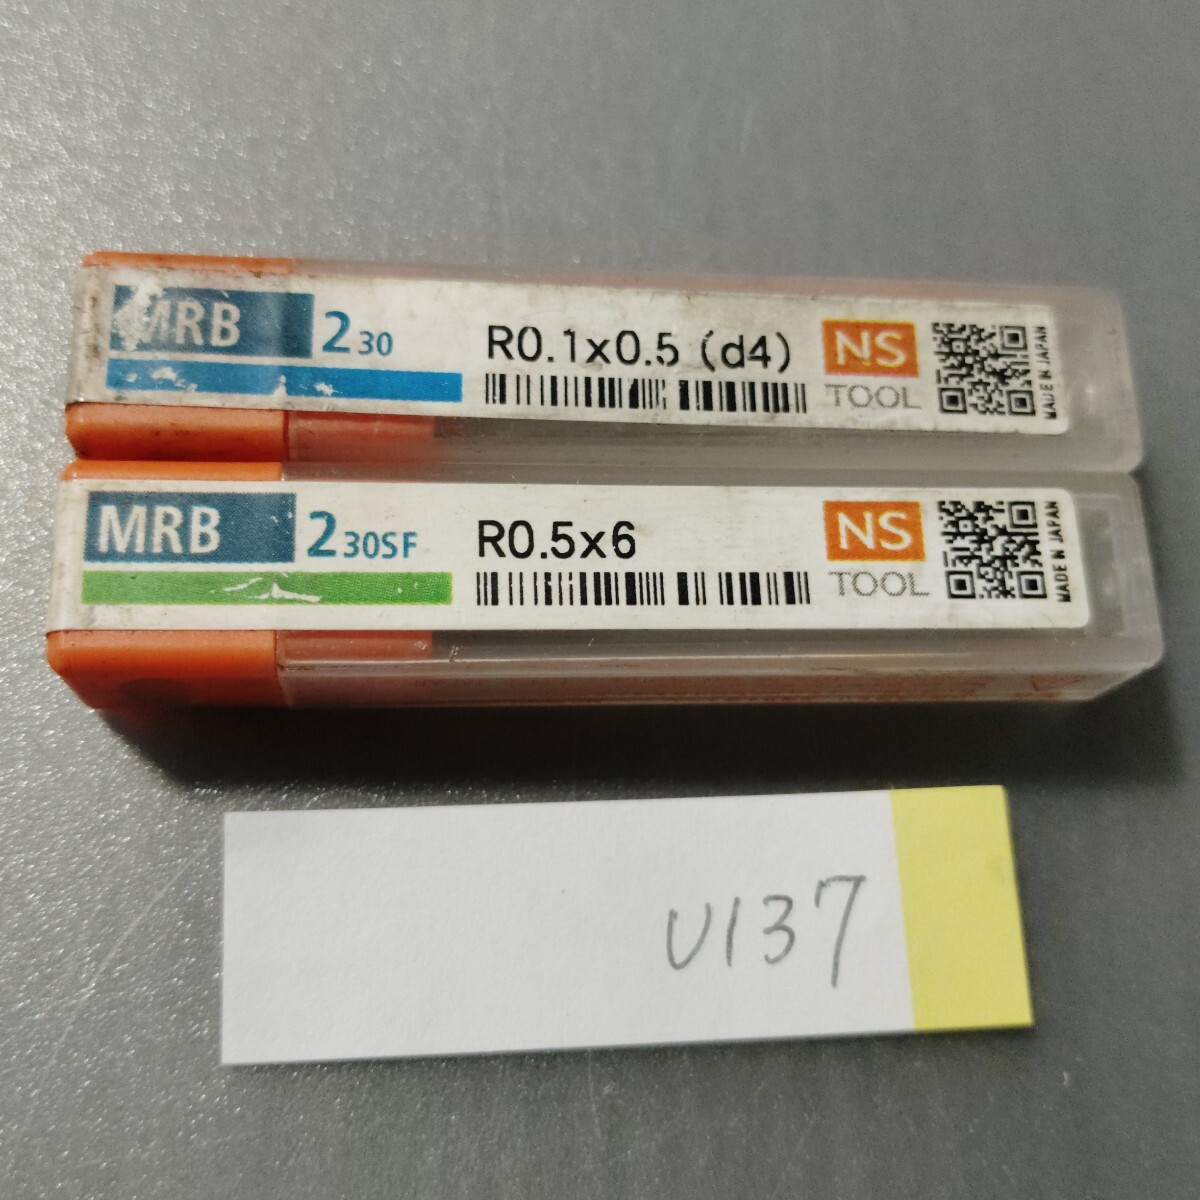 MRB 230 R0.1x0.5 (d4) NS TOOL MADE IN JAPAN
MRB 230SF R0.5x6 NS TOOL MADE IN JAPAN
U137